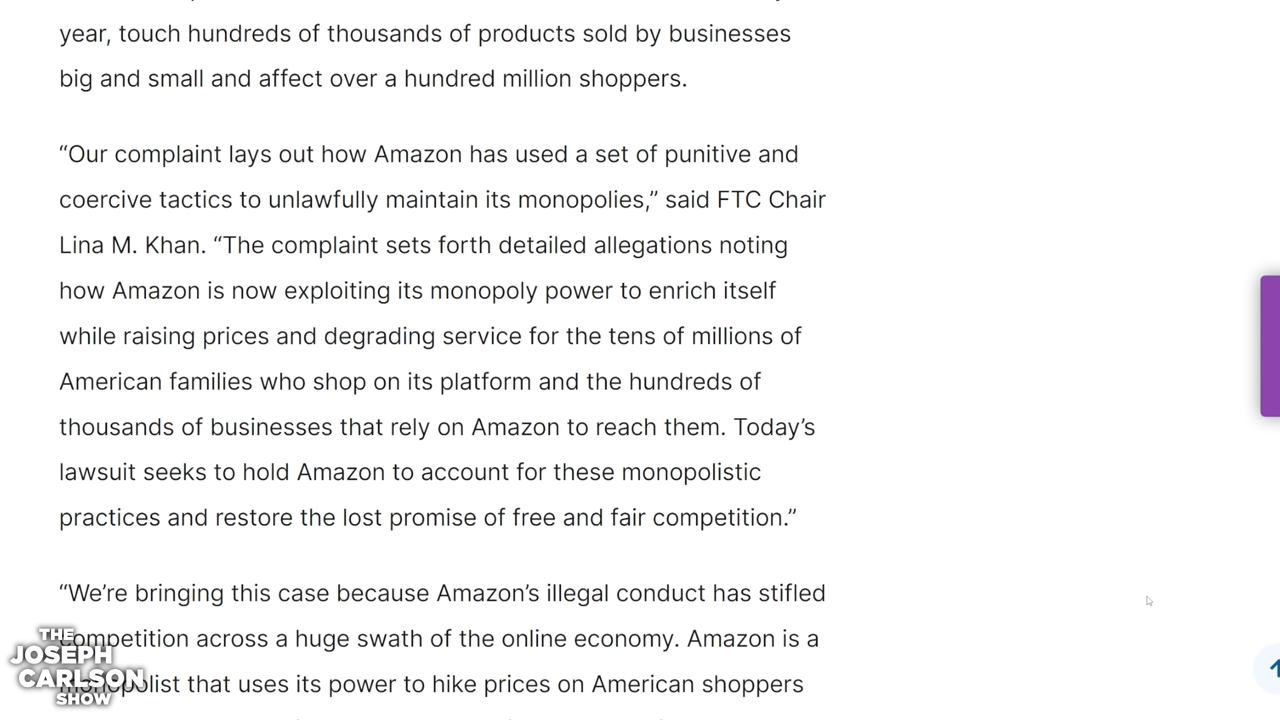 year, touch hundreds of thousands of products sold by businesses
big and small and affect over a hundred million shoppers.
“Our complaint lays out how Amazon has used a set of punitive and
coercive tactics to unlawfully maintain its monopolies,” said FTC Chair
Lina M. Khan. “The complaint sets forth detailed allegations noting
how Amazon is now exploiting its monopoly power to enrich itself
while raising prices and degrading service for the tens of millions of
American families who shop on its platform and the hundreds of
thousands of businesses that rely on Amazon to reach them. Today’s
lawsuit seeks to hold Amazon to account for these monopolistic
practices and restore the lost promise of free and fair competition.”
“We’re bringing this case because Amazon’s illegal conduct has stifled
competition across a huge swath of the online economy. Amazon is a
monopolist that uses its power to hike prices on American shoppers
THE
JOSEPH
CARLSON
SHOW